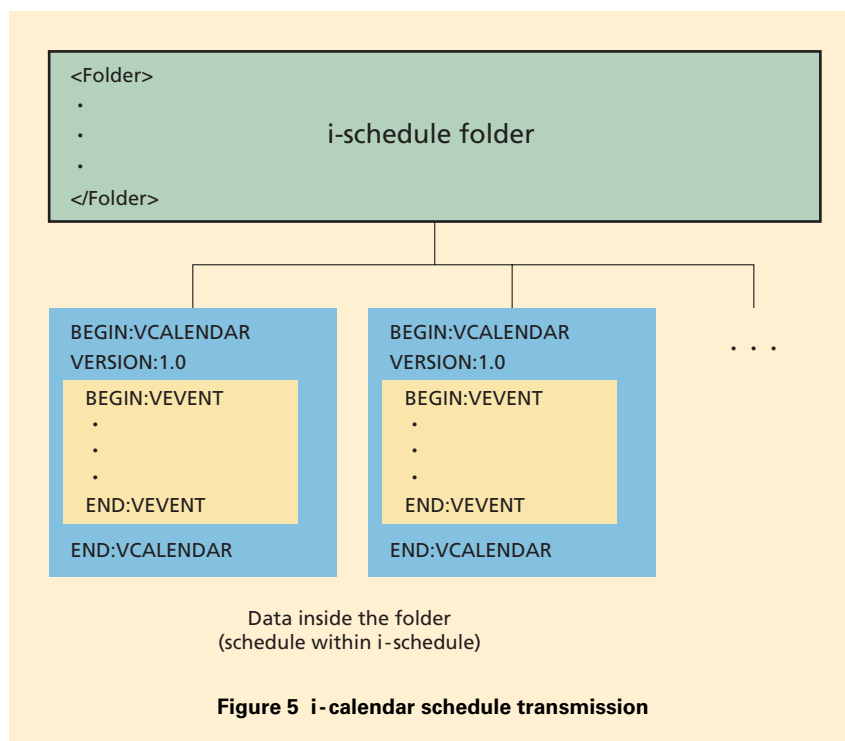 <Folder>
.
.
.
</Folder>
i-schedule folder
BEGIN:VCALENDAR
VERSION:1.0
BEGIN:VEVENT
.
.
.
END:VEVENT
END:VCALENDAR
BEGIN:VCALENDAR
VERSION:1.0
BEGIN:VEVENT
.
.
.
END:VEVENT
END:VCALENDAR
. . .
Data inside the folder
(schedule within i-schedule)
Figure 5 i-calendar schedule transmission